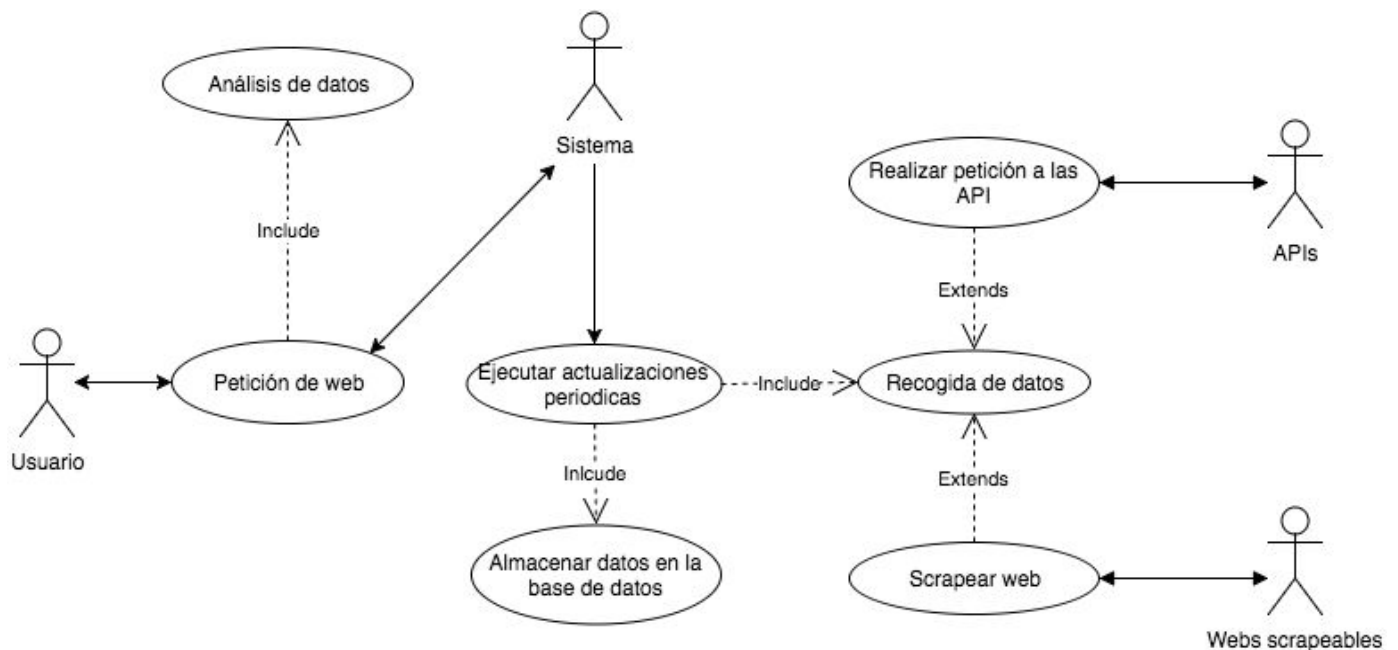 Análisis de datos
Sistema
Realizar petición a las
API
APIs
Include
Extends
Petición de web
Ejecutar actualizaciones
periodicas
Include
Recogida de datos
Usuario
Inlcude
Extends
Almacenar datos en la
base de datos
Scrapear web
Webs scrapeables